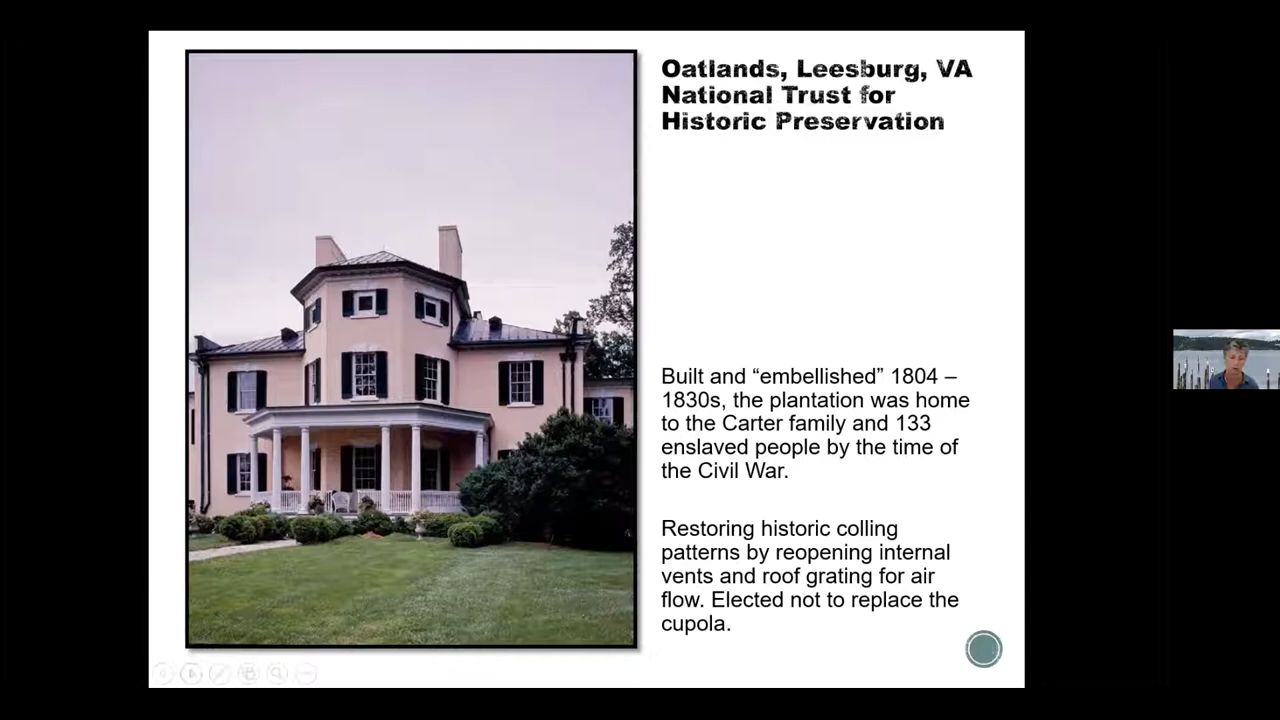 Oatlands, Leesburg, VA
National Trust for
Historic Preservation
Built and “embellished” 1804 –
1830s, the plantation was home
to the Carter family and 133
enslaved people by the time of
the Civil War.
Restoring historic colling
patterns by reopening internal
vents and roof grating for air
flow. Elected not to replace the
cupola.